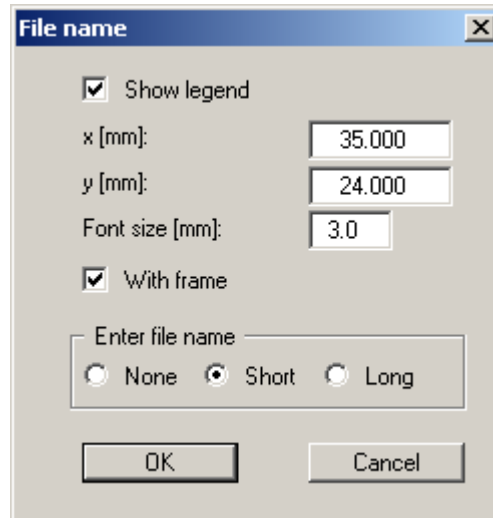 File name
Show legend
x [mm]: 35.000
y [mm]: 24.000
Font size [mm]: 3.0
With frame
Enter file name
None Short Long
OK Cancel